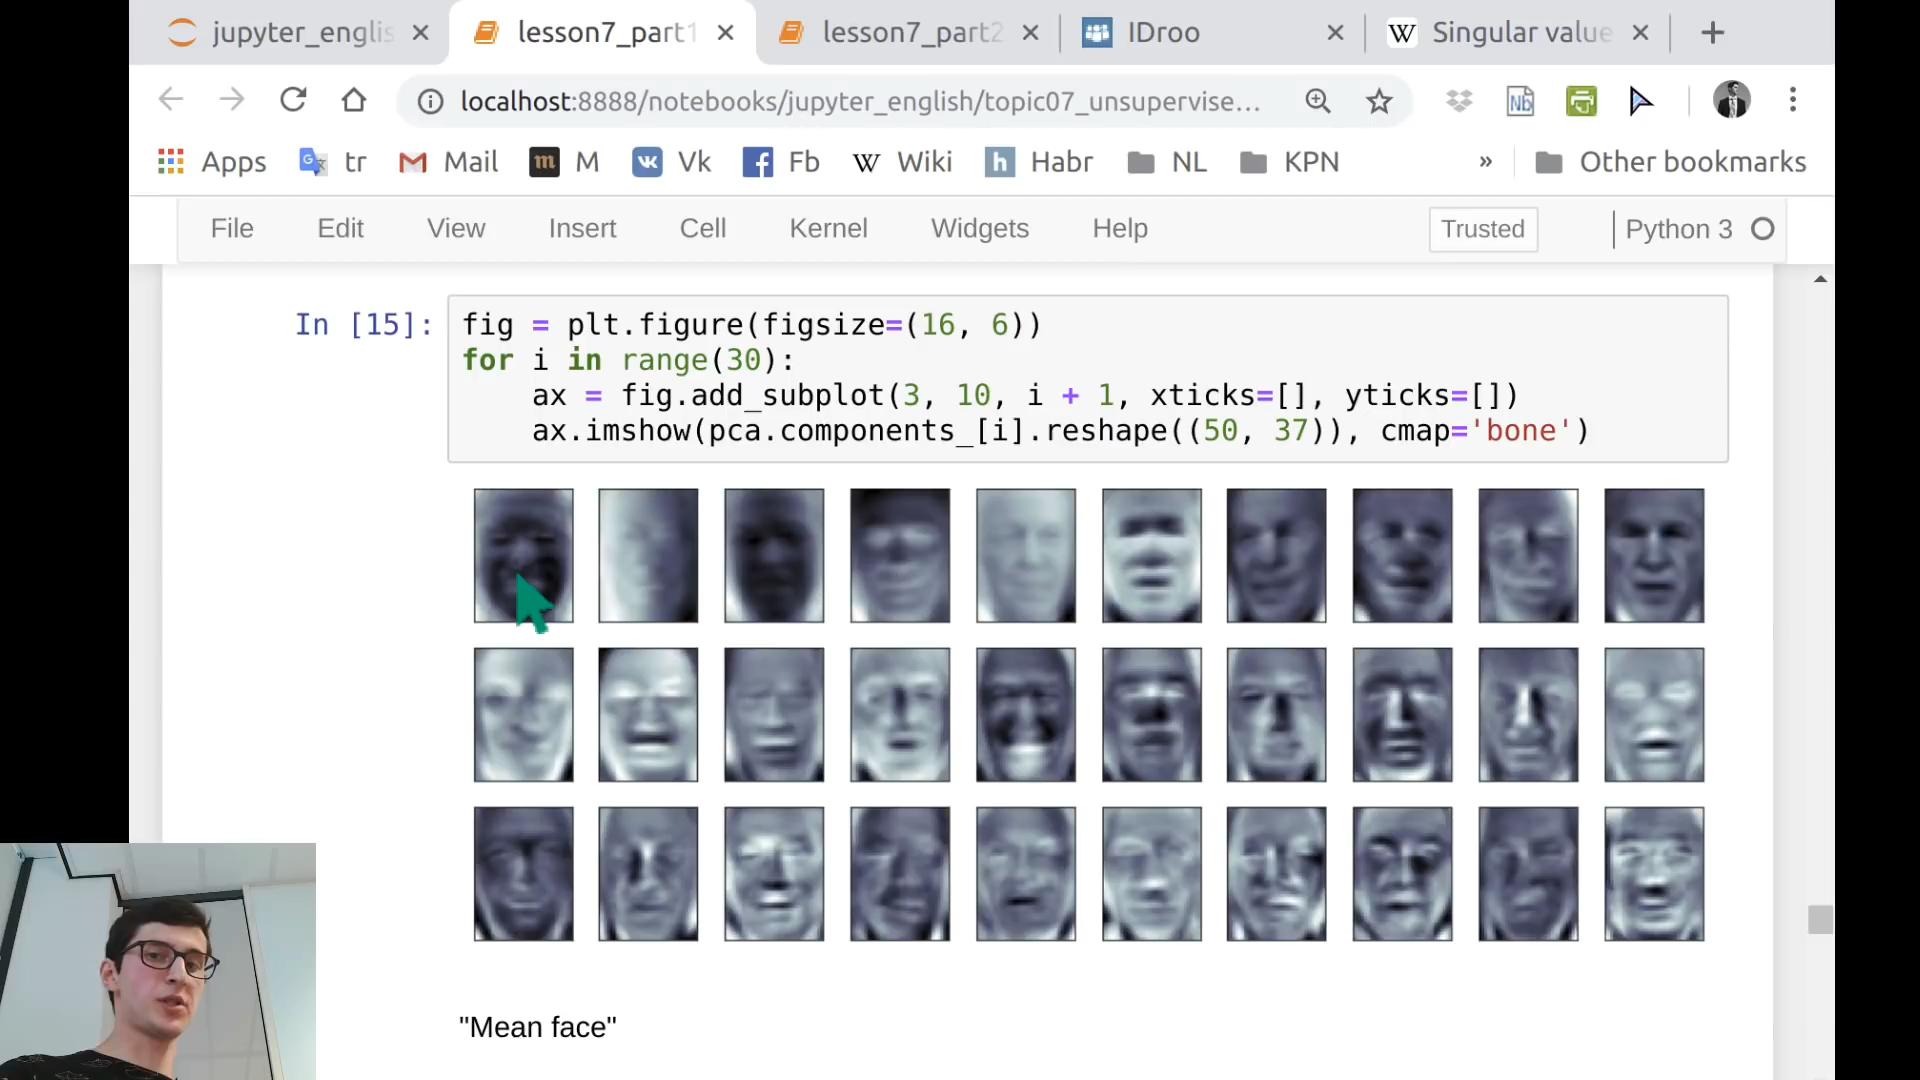 jupyter_englis
lesson7_part1
lesson7_part2
IDroo
W Singular value
localhost:8888/notebooks/jupyter_english/topic07_unsupervise...
Nb
Apps
G tr
Mail
m M
Vk
f Fb
W Wiki
h Habr
NL
KPN
»
Other bookmarks
File Edit View Insert Cell Kernel Widgets Help
Trusted
Python 3
In [15]:
fig = plt.figure(figsize=(16, 6))
for i in range(30):
    ax = fig.add_subplot(3, 10, i + 1, xticks=[], yticks=[])
    ax.imshow(pca.components_[i].reshape((50, 37)), cmap='bone')
"Mean face"